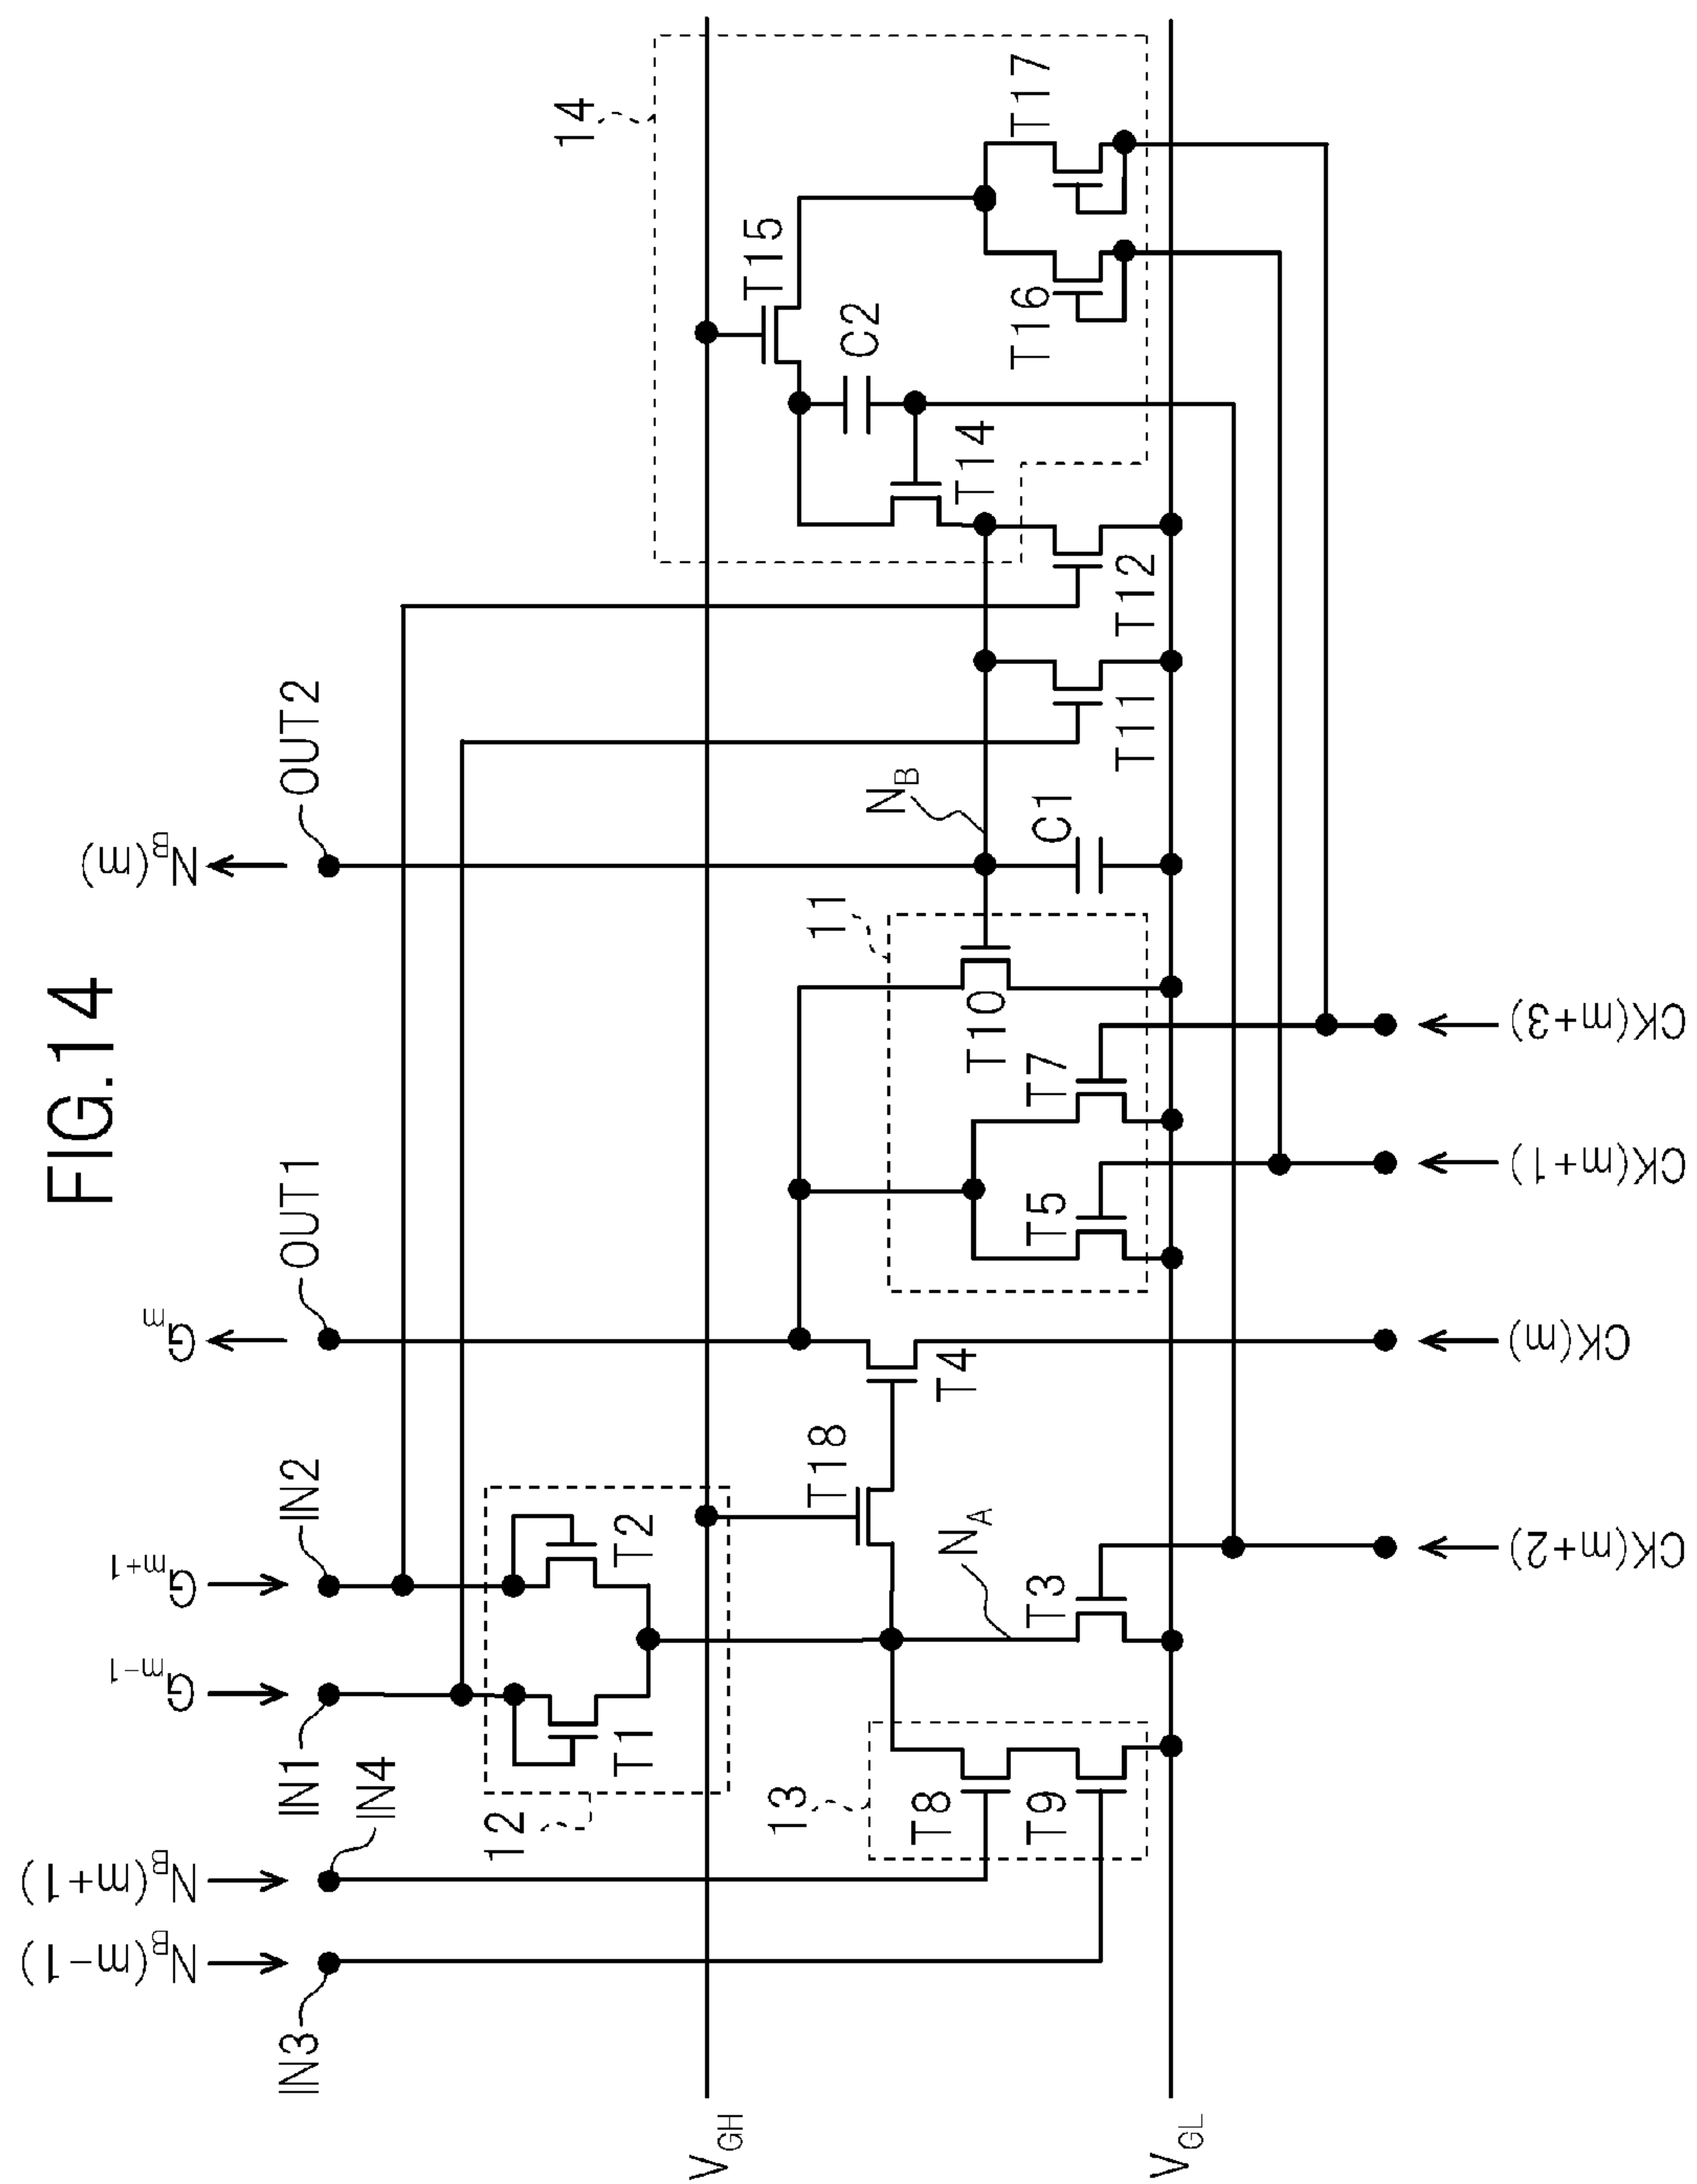 FIG.14
N_B(m-1)
N_B(m+1)
G_m-1
G_m+1
G_m
N_B(m)
IN3
IN1
IN4
IN2
OUT1
OUT2
12
T1
T2
V_GH
14
T15
C2
T14
T16
T17
13
T8
T9
T18
T4
N_A
T3
11
T10
T5
T7
N_B
C1
T11
T12
V_GL
CK(m+2)
CK(m)
CK(m+1)
CK(m+3)